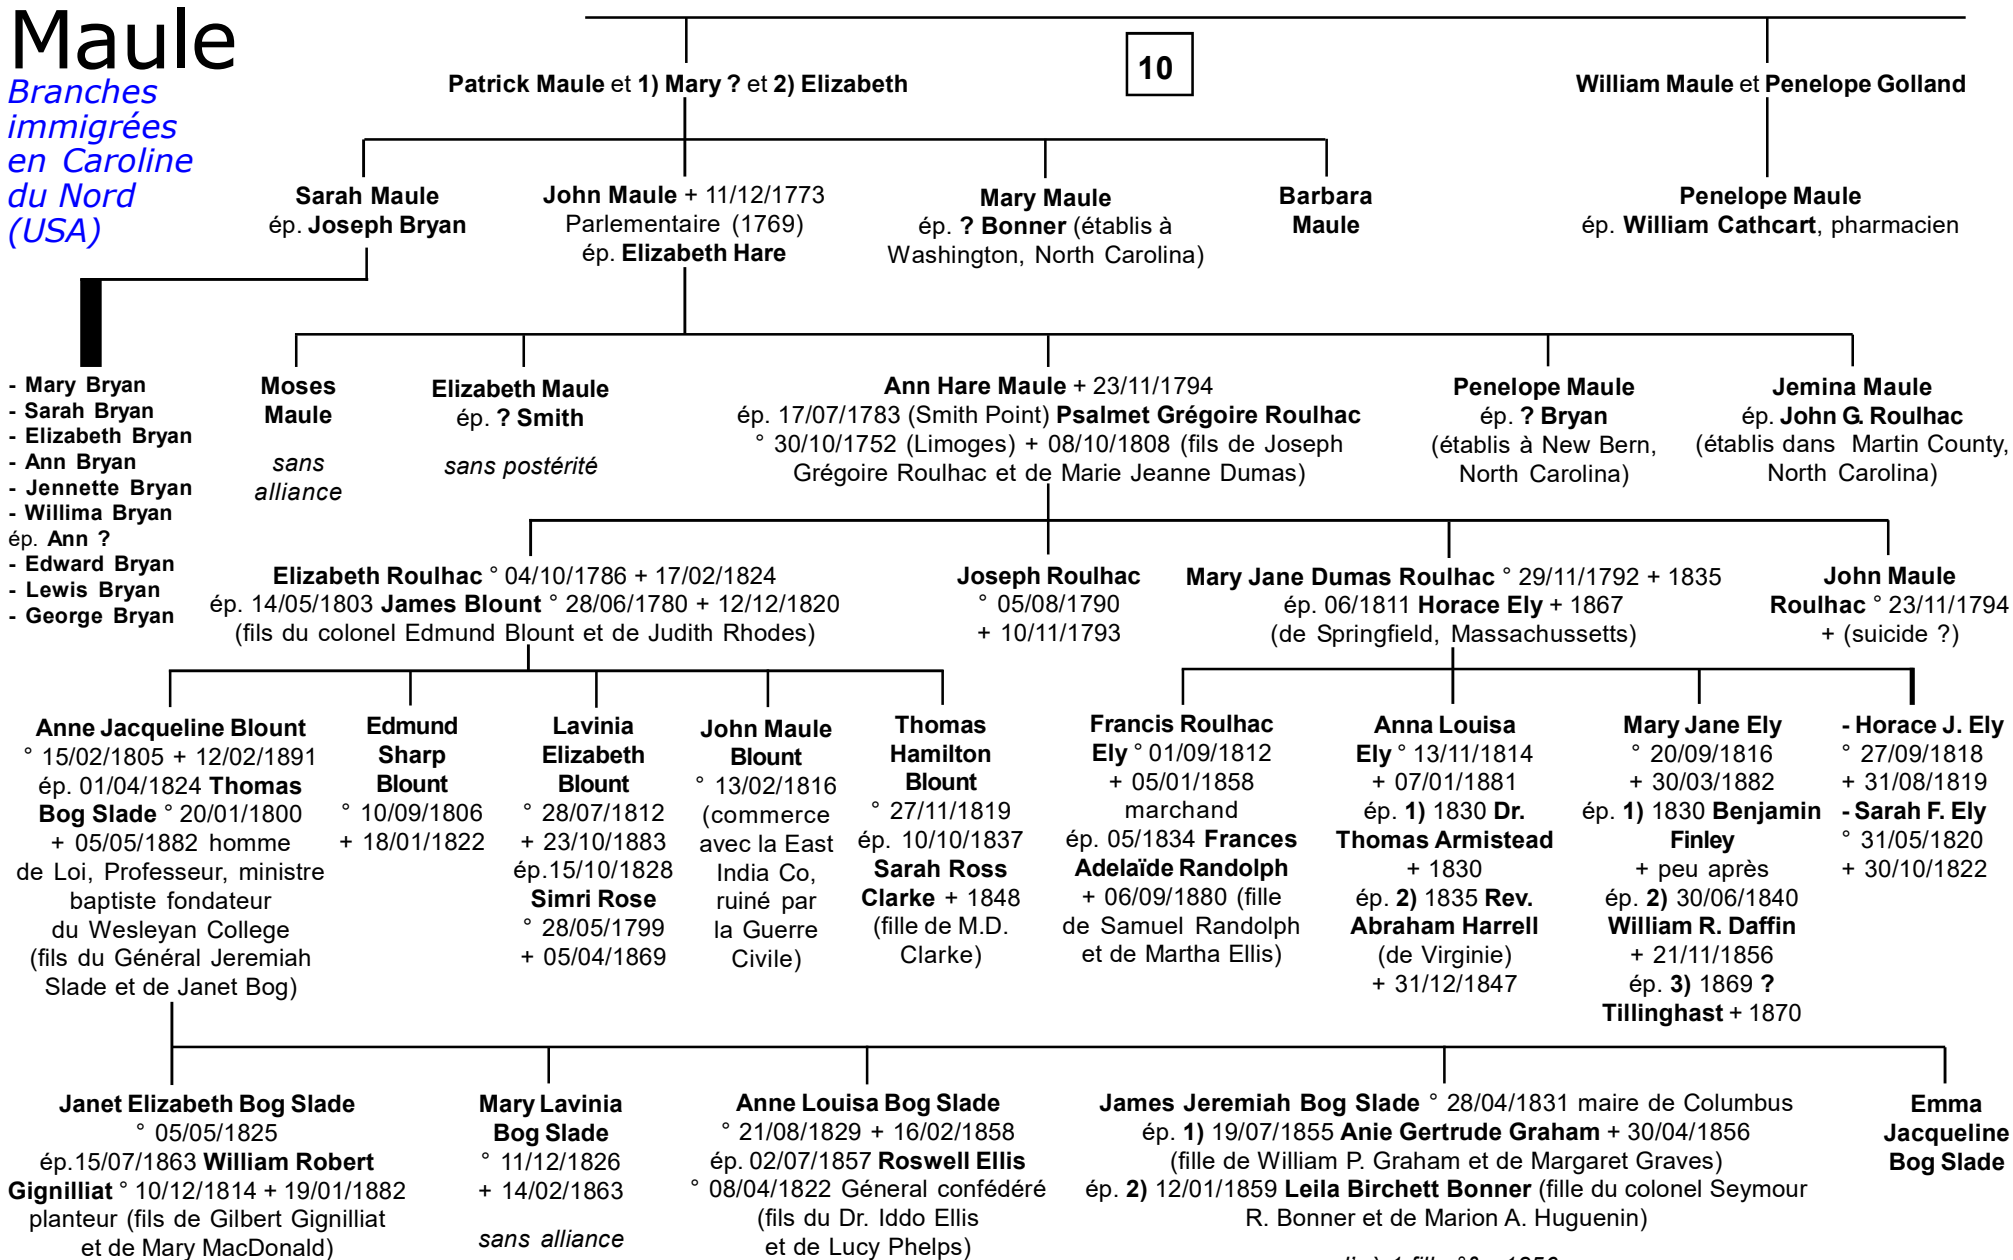 Maule
Branches
immigrées
en Caroline
du Nord
(USA)
10
Patrick Maule et 1) Mary ? et 2) Elizabeth
William Maule et Penelope Golland
Sarah Maule
ép. Joseph Bryan
John Maule + 11/12/1773
Parlementaire (1769)
ép. Elizabeth Hare
Mary Maule
ép. ? Bonner (établis à
Washington, North Carolina)
Barbara
Maule
Penelope Maule
ép. William Cathcart, pharmacien
- Mary Bryan
- Sarah Bryan
- Elizabeth Bryan
- Ann Bryan
- Jennette Bryan
- Willima Bryan
ép. Ann ?
- Edward Bryan
- Lewis Bryan
- George Bryan
Moses
Maule
sans
alliance
Elizabeth Maule
ép. ? Smith
sans postérité
Ann Hare Maule + 23/11/1794
ép. 17/07/1783 (Smith Point) Psalmet Grégoire Roulhac
° 30/10/1752 (Limoges) + 08/10/1808 (fils de Joseph
Grégoire Roulhac et de Marie Jeanne Dumas)
Penelope Maule
ép. ? Bryan
(établis à New Bern,
North Carolina)
Jemina Maule
ép. John G. Roulhac
(établis dans Martin County,
North Carolina)
Elizabeth Roulhac ° 04/10/1786 + 17/02/1824
ép. 14/05/1803 James Blount ° 28/06/1780 + 12/12/1820
(fils du colonel Edmund Blount et de Judith Rhodes)
Joseph Roulhac
° 05/08/1790
+ 10/11/1793
Mary Jane Dumas Roulhac ° 29/11/1792 + 1835
ép. 06/1811 Horace Ely + 1867
(de Springfield, Massachussetts)
John Maule
Roulhac ° 23/11/1794
+ (suicide ?)
Anne Jacqueline Blount
° 15/02/1805 + 12/02/1891
ép. 01/04/1824 Thomas
Bog Slade ° 20/01/1800
+ 05/05/1882 homme
de Loi, Professeur, ministre
baptiste fondateur
du Wesleyan College
(fils du Général Jeremiah
Slade et de Janet Bog)
Edmund
Sharp
Blount
° 10/09/1806
+ 18/01/1822
Lavinia
Elizabeth
Blount
° 28/07/1812
+ 23/10/1883
ép.15/10/1828
Simri Rose
° 28/05/1799
+ 05/04/1869
John Maule
Blount
° 13/02/1816
(commerce
avec la East
India Co,
ruiné par
la Guerre
Civile)
Thomas
Hamilton
Blount
° 27/11/1819
ép. 10/10/1837
Sarah Ross
Clarke + 1848
(fille de M.D.
Clarke)
Francis Roulhac
Ely ° 01/09/1812
+ 05/01/1858
marchand
ép. 05/1834 Frances
Adelaïde Randolph
+ 06/09/1880 (fille
de Samuel Randolph
et de Martha Ellis)
Anna Louisa
Ely ° 13/11/1814
+ 07/01/1881
ép. 1) 1830 Dr.
Thomas Armistead
+ 1830
ép. 2) 1835 Rev.
Abraham Harrell
(de Virginie)
+ 31/12/1847
Mary Jane Ely
° 20/09/1816
+ 30/03/1882
ép. 1) 1830 Benjamin
Finley
+ peu après
ép. 2) 30/06/1840
William R. Daffin
+ 21/11/1856
ép. 3) 1869 ?
Tillinghast + 1870
- Horace J. Ely
° 27/09/1818
+ 31/08/1819
- Sarah F. Ely
° 31/05/1820
+ 30/10/1822
Janet Elizabeth Bog Slade
° 05/05/1825
ép.15/07/1863 William Robert
Gignilliat ° 10/12/1814 + 19/01/1882
planteur (fils de Gilbert Gignilliat
et de Mary MacDonald)
Mary Lavinia
Bog Slade
° 11/12/1826
+ 14/02/1863
sans alliance
Anne Louisa Bog Slade
° 21/08/1829 + 16/02/1858
ép. 02/07/1857 Roswell Ellis
° 08/04/1822 Géneral confédéré
(fils du Dr. Iddo Ellis
et de Lucy Phelps)
James Jeremiah Bog Slade ° 28/04/1831 maire de Columbus
ép. 1) 19/07/1855 Anie Gertrude Graham + 30/04/1856
(fille de William P. Graham et de Margaret Graves)
ép. 2) 12/01/1859 Leila Birchett Bonner (fille du colonel Seymour
R. Bonner et de Marion A. Huguenin)
Emma
Jacqueline
Bog Slade